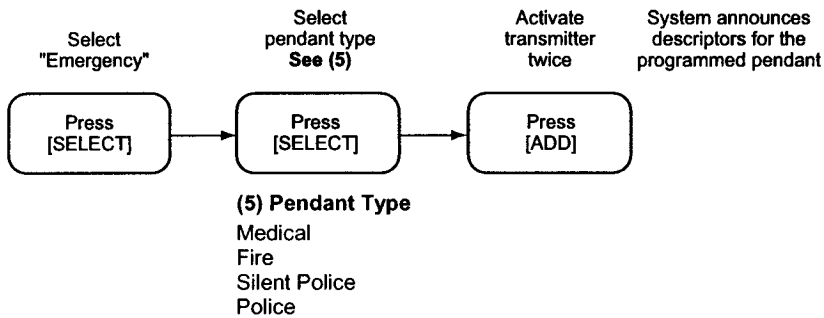 Select
"Emergency"
Select
pendant type
See (5)
Activate
transmitter
twice
System announces
descriptors for the
programmed pendant
Press
[SELECT]
Press
[SELECT]
Press
[ADD]
(5) Pendant Type
Medical
Fire
Silent Police
Police